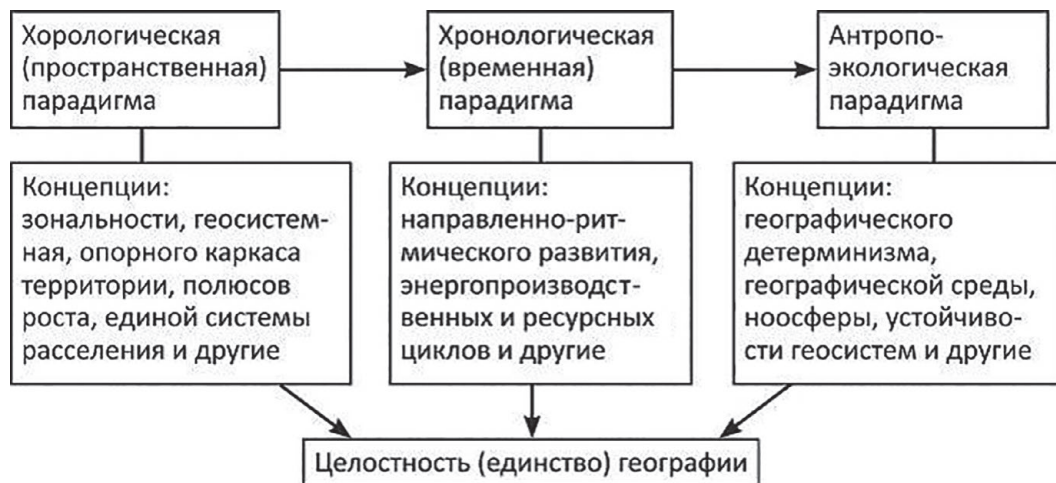 Хорологическая
(пространственная)
парадигма
Хронологическая
(временная)
парадигма
Антропо-
экологическая
парадигма
Концепции:
зональности, геосистем-
ная, опорного каркаса
территории, полюсов
роста, единой системы
расселения и другие
Концепции:
направленно-рит-
мического развития,
энергопроизводст-
венных и ресурсных
циклов и другие
Концепции:
географического
детерминизма,
географической среды,
ноосферы, устойчиво-
сти геосистем и другие
Целостность (единство) географии